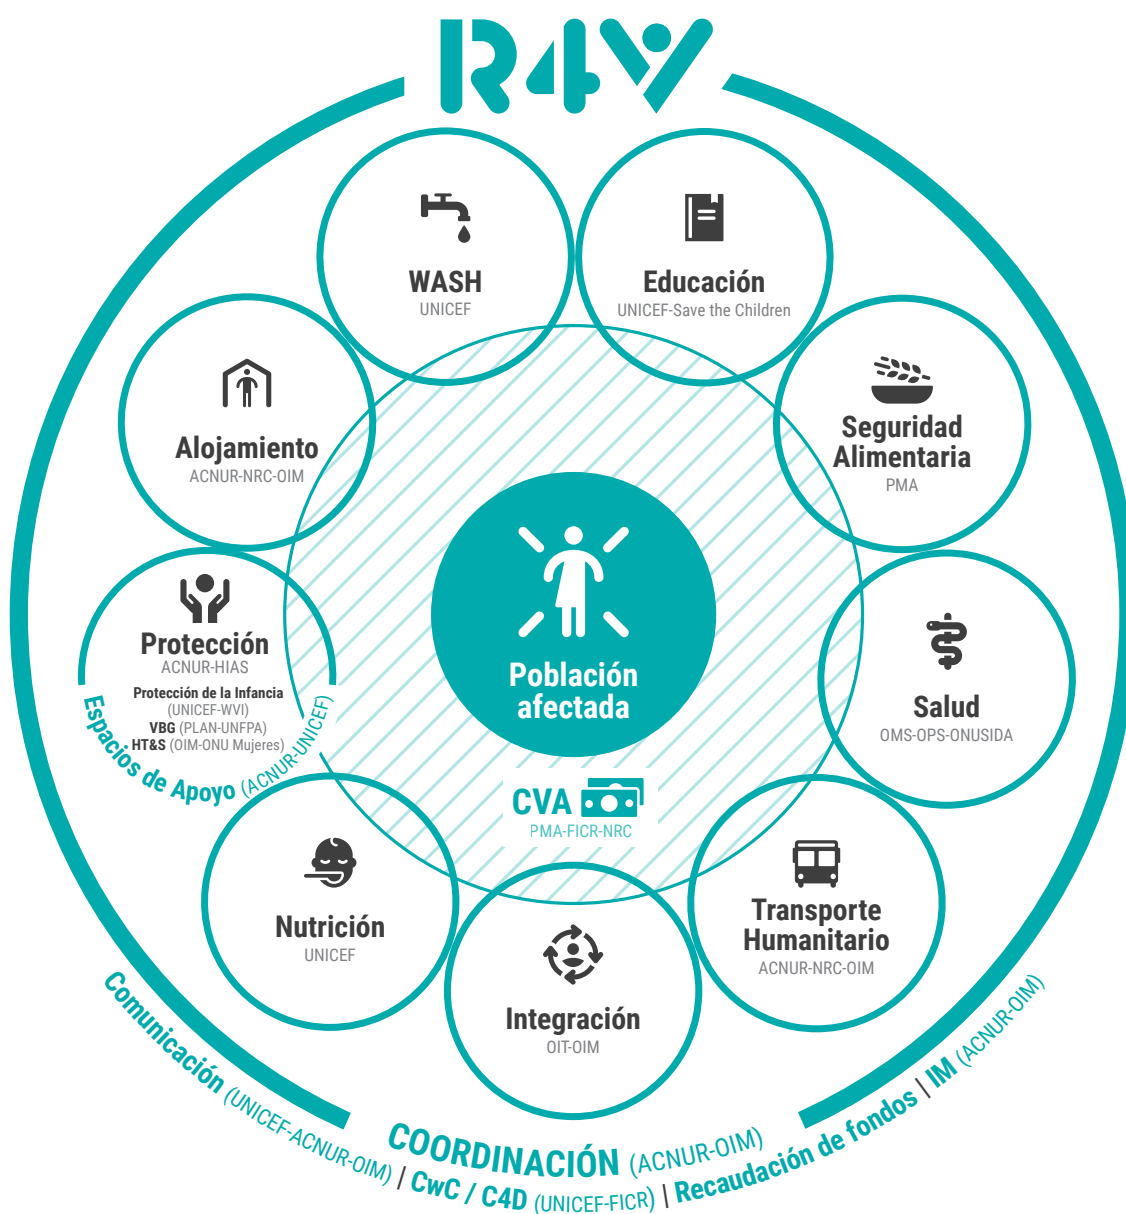 R4V
WASH
UNICEF
Educación
UNICEF-Save the Children
Alojamiento
ACNUR-NRC-OIM
Seguridad
Alimentaria
PMA
Protección
ACNUR-HIAS
Protección de la Infancia
(UNICEF-WVI)
VBG (PLAN-UNFPA)
HT&S (OIM-ONU Mujeres)
Espacios de Apoyo (ACNUR-UNICEF)
Población
afectada
CVA
PMA-FICR-NRC
Salud
OMS-OPS-ONUSIDA
Nutrición
UNICEF
Integración
OIT-OIM
Transporte
Humanitario
ACNUR-NRC-OIM
COORDINACIÓN (ACNUR-OIM)
Comunicación (UNICEF-ACNUR-OIM) | CwC / C4D (UNICEF-FICR) | Recaudación de fondos | IM (ACNUR-OIM)